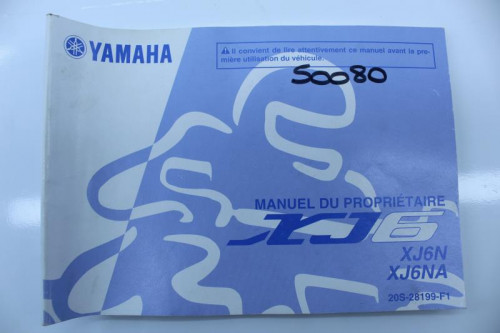 YAMAHA
Il convient de lire attentivement ce manuel avant la pre-
mière utilisation du véhicule.
S0080
MANUEL DU PROPRIÉTAIRE
XJ6
XJ6N
XJ6NA
20S-28199-F1